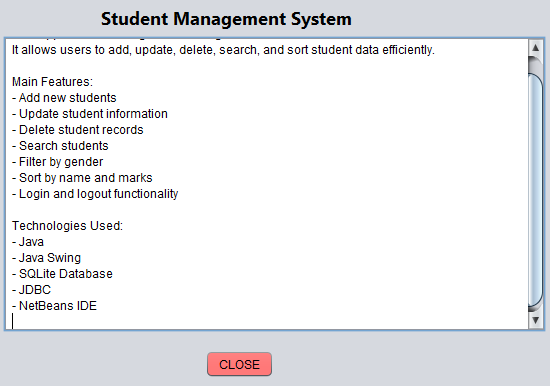 Student Management System
It allows users to add, update, delete, search, and sort student data efficiently.
Main Features:
- Add new students
- Update student information
- Delete student records
- Search students
- Filter by gender
- Sort by name and marks
- Login and logout functionality
Technologies Used:
- Java
- Java Swing
- SQLite Database
- JDBC
- NetBeans IDE
CLOSE